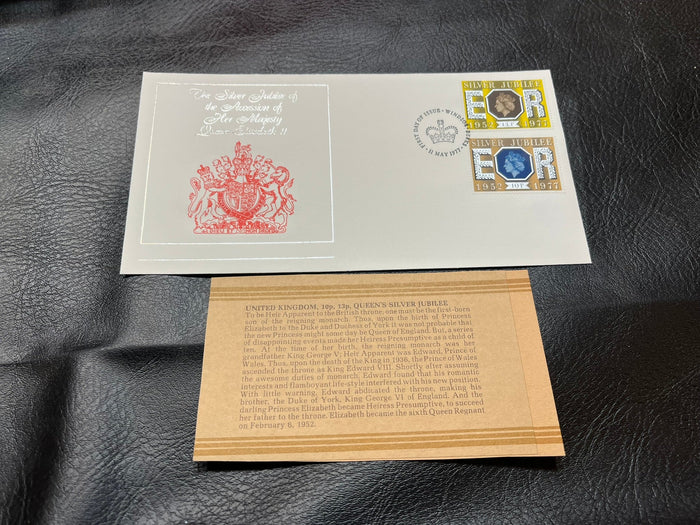 The Silver Jubilee of
the Accession of
Her Majesty
Queen Elizabeth II
FIRST DAY OF ISSUE · WINDSOR
11 MAY 1977
SILVER JUBILEE
E R
1952 1977
SILVER JUBILEE
E R
1952 10P 1977
UNITED KINGDOM, 10p, 13p, QUEEN'S SILVER JUBILEE
To be Heir Apparent to the British throne, one must be the first-born
son of the reigning monarch. Thus, upon the birth of Princess
Elizabeth to the Duke and Duchess of York it was not probable that
the new Princess might some day be Queen of England. But, a series
of disappointing events made her Heiress Presumptive as a child of
ten. At the time of her birth, the reigning monarch was her
grandfather King George V; Heir Apparent was Edward, Prince of
Wales. Thus, upon the death of the King in 1936, the Prince of Wales
ascended the throne as King Edward VIII. Shortly after assuming
the awesome duties of monarch, Edward found that his romantic
interests and flamboyant life-style interfered with his new position.
With little warning, Edward abdicated the throne, making his
brother, the Duke of York, King George VI of England. And the
darling Princess Elizabeth became Heiress Presumptive, to succeed
her father to the throne. Elizabeth became the sixth Queen Regnant
on February 6, 1952.